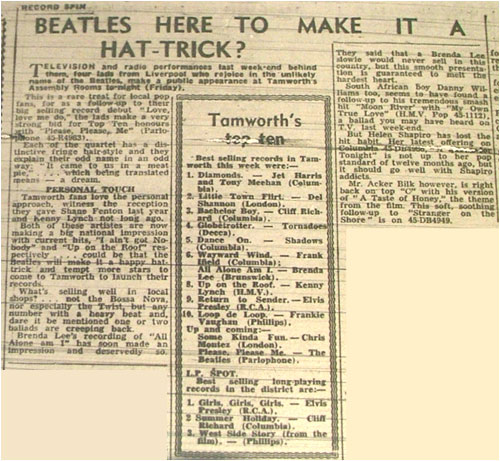 RECORD SPIN
BEATLES HERE TO MAKE IT A
HAT-TRICK?
TELEVISION and radio performances last week-end behind
them, four lads from Liverpool who rejoice in the unlikely
name of the Beatles, make a public appearance at Tamworth's
Assembly Rooms to-night (Friday).
This is a rare treat for local pop
fans, for as a follow-up to their
big selling record debut "Love,
love me do," the lads make a very
strong bid for Top Ten honours
with "Please, Please, Me" (Parlo-
phone 45-R4983).
Each of the quartet has a dis-
tinctive fringe hair-style and they
explain their odd name in an odd
way. "It came to us in a meat
pie," which being translated
means — a dream.
PERSONAL TOUCH
Tamworth fans love the personal
approach, witness the reception
they gave Shane Fenton last year
and Kenny Lynch not long ago.
Both of these artistes are now
making a big national impression
with current hits, "I ain't got No-
body" and "Up on the Roof" res-
pectively . . . could be that the
Beatles will make it a happy hat-
trick and tempt more stars to
come to Tamworth to launch their
records.
What's selling well in local
shops? . . . not the Bossa Nova,
nor especially the Twist, but any
number with a heavy beat and,
dare it be mentioned one or two
ballads are creeping back.
Brenda Lee's recording of "All
Alone am I" has soon made an
impression and deservedly so.
Tamworth's
top ten
Best selling records in Tam-
worth this week were:—
1. Diamonds. — Jet Harris
and Tony Meehan (Colum-
bia).
2. Little Town Flirt. — Del
Shannon (London).
3. Bachelor Boy. — Cliff Rich-
ard (Columbia).
4. Globetrotter. — Tornadoes
(Decca).
5. Dance On. — Shadows
(Columbia).
6. Wayward Wind. — Frank
Ifield (Columbia);
All Alone Am I. — Brenda
Lee (Brunswick).
8. Up on the Roof. — Kenny
Lynch (H.M.V.).
9. Return to Sender. — Elvis
Presley (R.C.A.).
10. Loop de Loop. — Frankie
Vaughan (Phillips).
Up and coming:—
Some Kinda Fun. — Chris
Montez (London).
Please, Please Me. — The
Beatles (Parlophone).
L.P. SPOT.
Best selling long-playing
records in the district are:—
1. Girls, Girls, Girls. — Elvis
Presley (R.C.A.).
2 Summer Holiday. — Cliff
Richard (Columbia).
3. West Side Story (from the
film). — (Phillips).
They said that a Brenda Lee
slowie would never sell in this
country, but this smooth presenta-
tion is guaranteed to melt the
hardest heart.
South African boy Danny Wil-
liams too, seems to have found a
follow-up to his tremendous smash
hit "Moon River" with "My Own
True Love" (H.M.V. Pop 45-1112),
a ballad you may have heard on
T.V. last week-end.
But Helen Shapiro has lost the
hit habit. Her latest offering on
Columbia
Tonight" is not up to her pop
standard of twelve months ago, but
it should go well with Shapiro
addicts.
Mr. Acker Bilk however, is right
back on top "O" with his version
of "A Taste of Honey," the theme
from the film. This soft, soothing
follow-up to "Stranger on the
Shore" is on 45-DB4949.